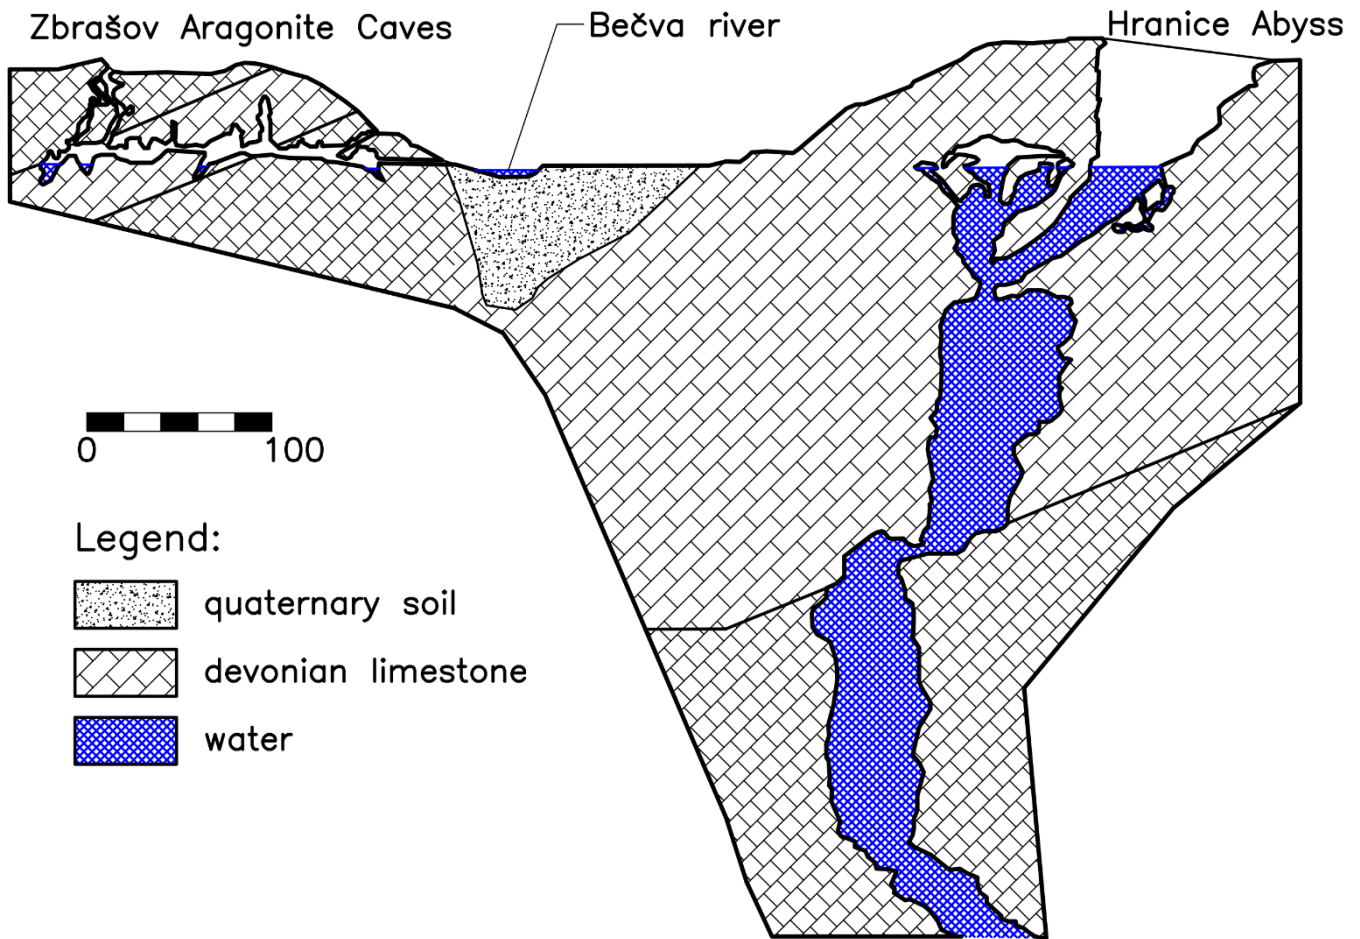 Zbrašov Aragonite Caves
Bečva river
Hranice Abyss
0 100
Legend:
quaternary soil
devonian limestone
water